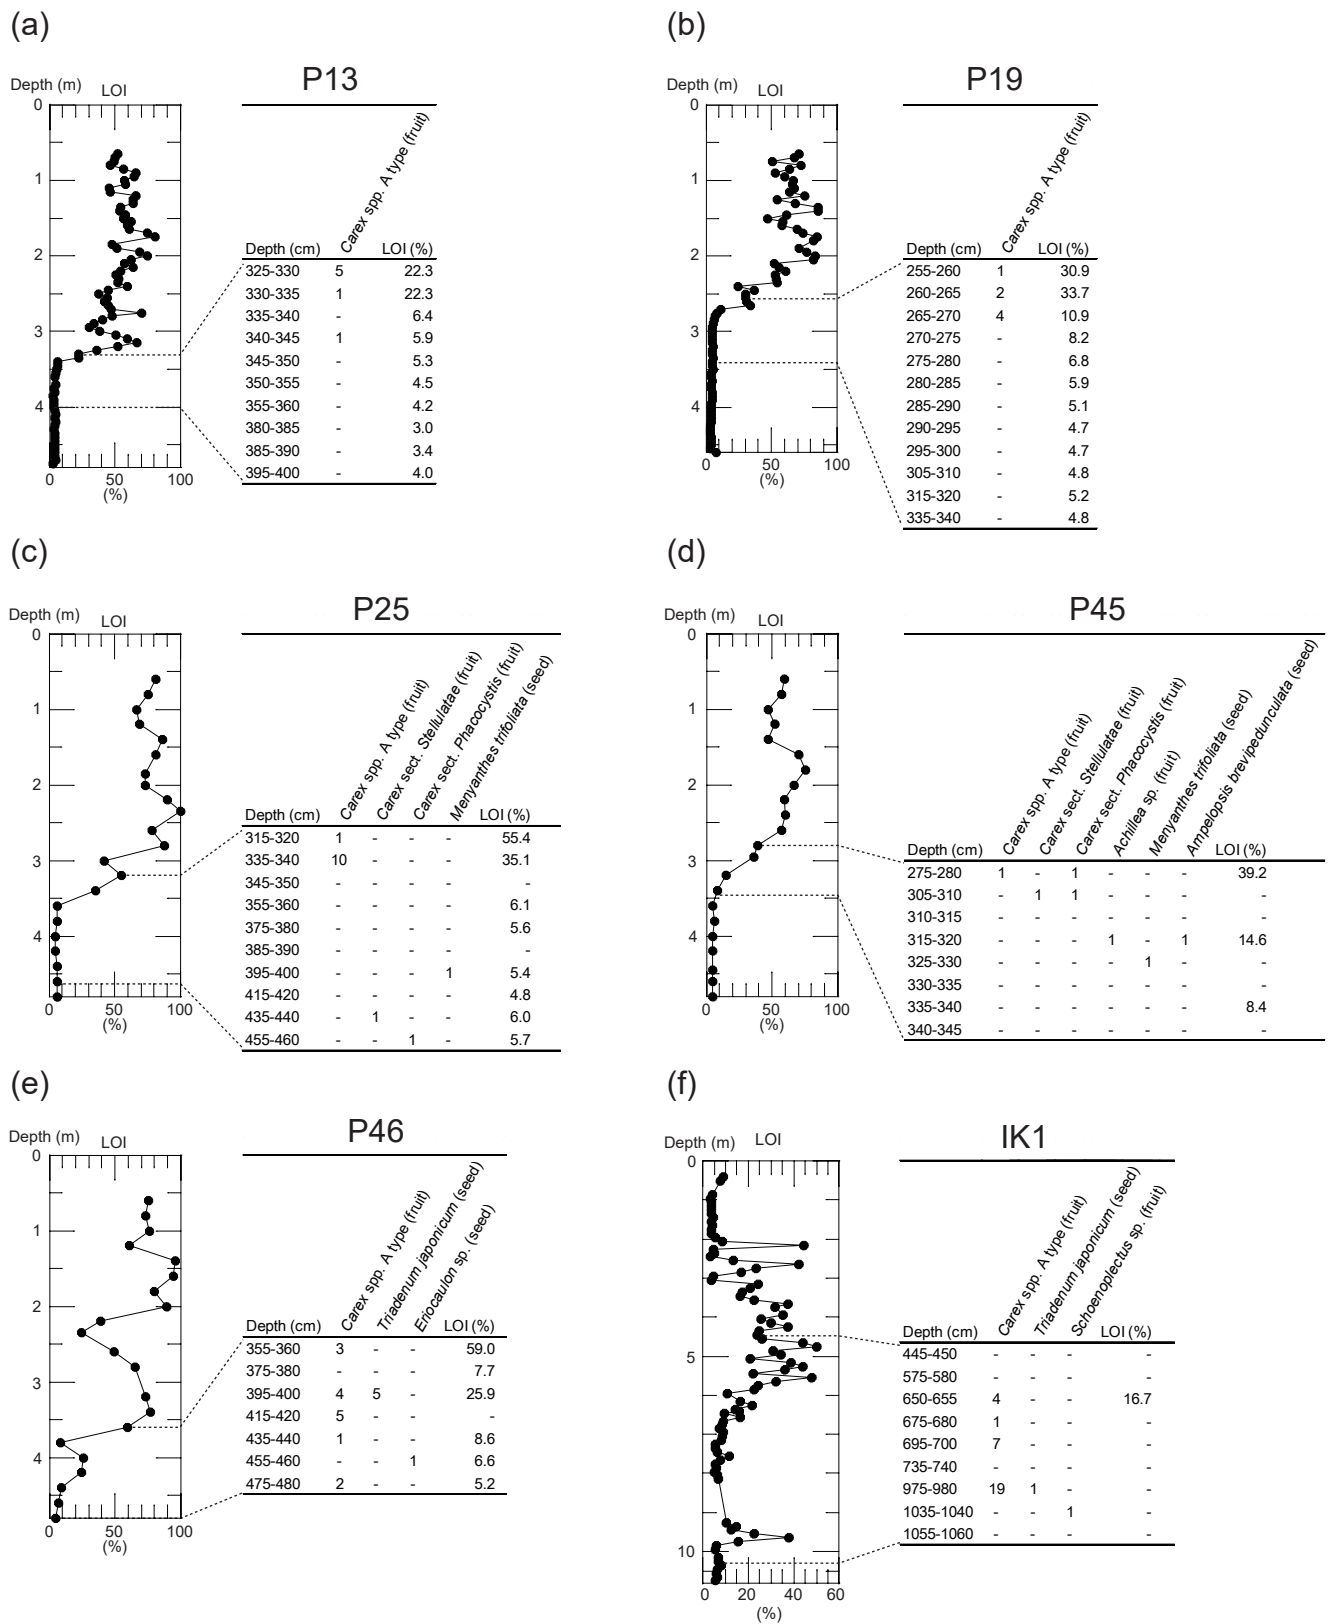 (a)
P13
Depth (m) LOI
0
1
2
3
4
0 50 100
(%)
Carex spp. A type (fruit)
Depth (cm) LOI (%)
325-330 5 22.3
330-335 1 22.3
335-340 - 6.4
340-345 1 5.9
345-350 - 5.3
350-355 - 4.5
355-360 - 4.2
380-385 - 3.0
385-390 - 3.4
395-400 - 4.0
(b)
P19
Depth (m) LOI
0
1
2
3
4
0 50 100
(%)
Carex spp. A type (fruit)
Depth (cm) LOI (%)
255-260 1 30.9
260-265 2 33.7
265-270 4 10.9
270-275 - 8.2
275-280 - 6.8
280-285 - 5.9
285-290 - 5.1
290-295 - 4.7
295-300 - 4.7
305-310 - 4.8
315-320 - 5.2
335-340 - 4.8
(c)
P25
Depth (m) LOI
0
1
2
3
4
0 50 100
(%)
Carex spp. A type (fruit)
Carex sect. Stellulatae (fruit)
Carex sect. Phacocystis (fruit)
Menyanthes trifoliata (seed)
Depth (cm) LOI (%)
315-320 1 - - - 55.4
335-340 10 - - - 35.1
345-350 - - - - -
355-360 - - - - 6.1
375-380 - - - - 5.6
385-390 - - - - -
395-400 - - - 1 5.4
415-420 - - - - 4.8
435-440 - 1 - - 6.0
455-460 - - 1 - 5.7
(d)
P45
Depth (m) LOI
0
1
2
3
4
0 50 100
(%)
Carex spp. A type (fruit)
Carex sect. Stellulatae (fruit)
Carex sect. Phacocystis (fruit)
Achillea sp. (fruit)
Menyanthes trifoliata (seed)
Ampelopsis brevipedunculata (seed)
Depth (cm) LOI (%)
275-280 1 - 1 - - - 39.2
305-310 - 1 1 - - - -
310-315 - - - - - - -
315-320 - - - 1 - 1 14.6
325-330 - - - - 1 - -
330-335 - - - - - - -
335-340 - - - - - - 8.4
340-345 - - - - - - -
(e)
P46
Depth (m) LOI
0
1
2
3
4
0 50 100
(%)
Carex spp. A type (fruit)
Triadenum japonicum (seed)
Eriocaulon sp. (seed)
Depth (cm) LOI (%)
355-360 3 - - 59.0
375-380 - - - 7.7
395-400 4 5 - 25.9
415-420 5 - - -
435-440 1 - - 8.6
455-460 - - 1 6.6
475-480 2 - - 5.2
(f)
IK1
Depth (m) LOI
0
5
10
0 20 40 60
(%)
Carex spp. A type (fruit)
Triadenum japonicum (seed)
Schoenoplectus sp. (fruit)
Depth (cm) LOI (%)
445-450 - - - -
575-580 - - - -
650-655 4 - - 16.7
675-680 1 - - -
695-700 7 - - -
735-740 - - - -
975-980 19 1 - -
1035-1040 - - 1 -
1055-1060 - - - -